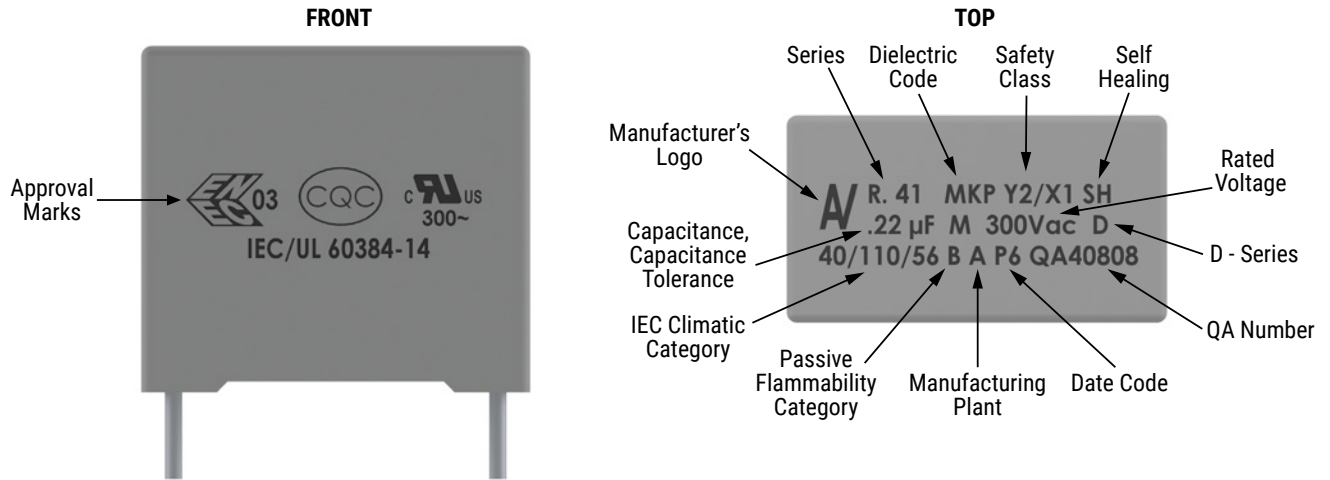 FRONT
Approval
Marks
ENEC 03
CQC
C RU US
300~
IEC/UL 60384-14
TOP
Series
Dielectric
Code
Safety
Class
Self
Healing
Manufacturer's
Logo
Rated
Voltage
R. 41 MKP Y2/X1 SH
.22 µF M 300Vac D
40/110/56 B A P6 QA40808
Capacitance,
Capacitance
Tolerance
D - Series
IEC Climatic
Category
QA Number
Passive
Flammability
Category
Manufacturing
Plant
Date Code